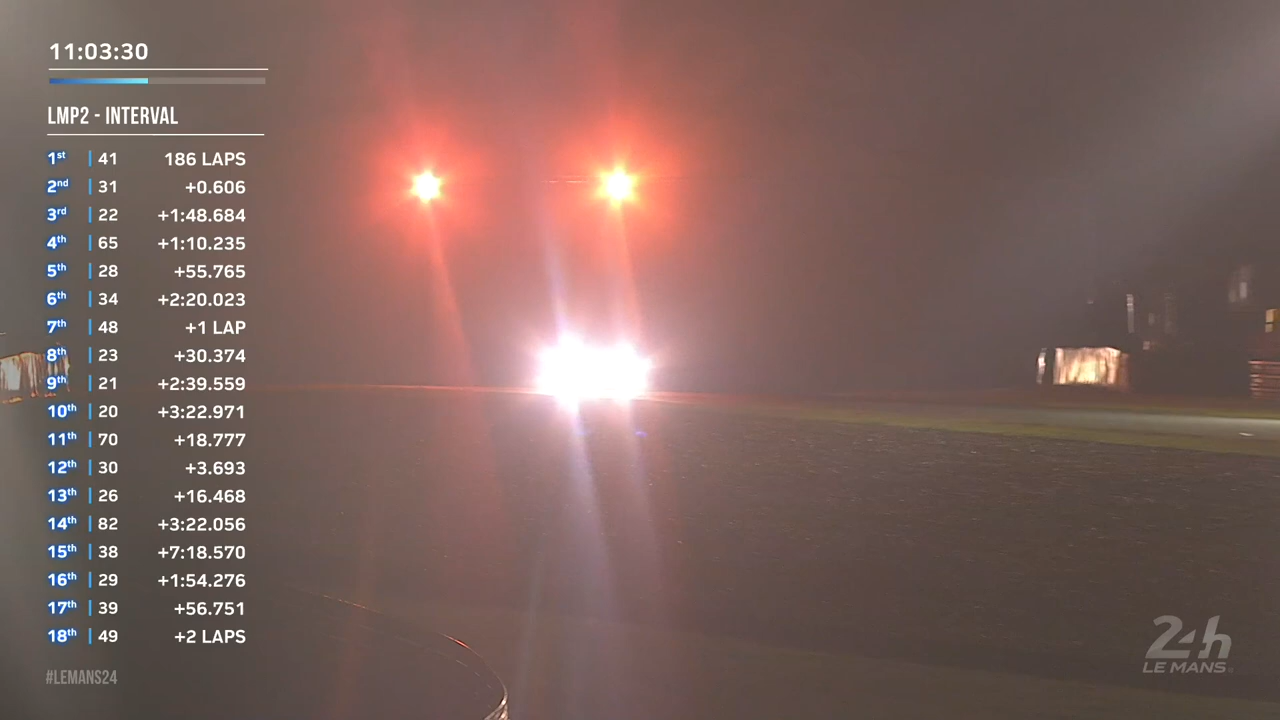 11:03:30
LMP2 - INTERVAL
1st 41 186 LAPS
2nd 31 +0.606
3rd 22 +1:48.684
4th 65 +1:10.235
5th 28 +55.765
6th 34 +2:20.023
7th 48 +1 LAP
8th 23 +30.374
9th 21 +2:39.559
10th 20 +3:22.971
11th 70 +18.777
12th 30 +3.693
13th 26 +16.468
14th 82 +3:22.056
15th 38 +7:18.570
16th 29 +1:54.276
17th 39 +56.751
18th 49 +2 LAPS
#LEMANS24
24h
LE MANS